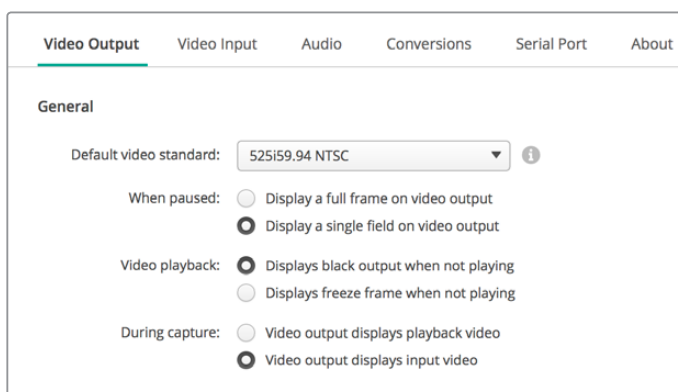 Video Output Video Input Audio Conversions Serial Port About
General
Default video standard: 525i59.94 NTSC
When paused: Display a full frame on video output
Display a single field on video output
Video playback: Displays black output when not playing
Displays freeze frame when not playing
During capture: Video output displays playback video
Video output displays input video